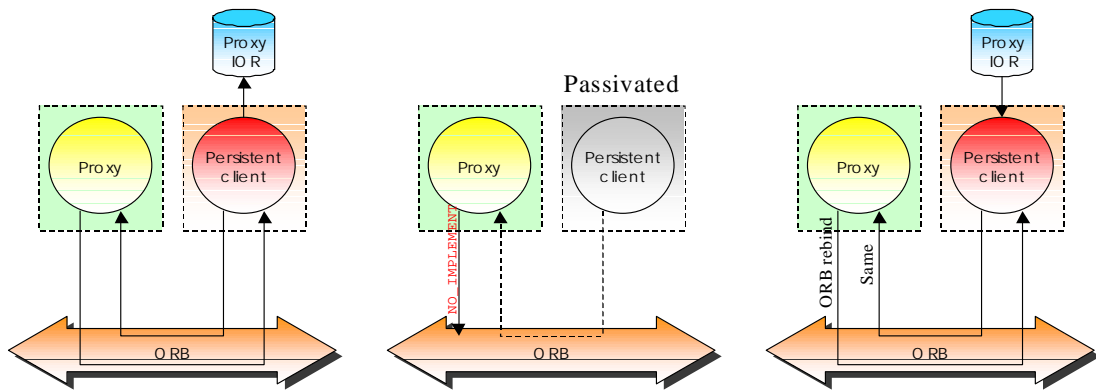 Proxy
IOR
Proxy
Persistent
client
ORB
Passivated
Proxy
Persistent
client
NO_IMPLEMENT
ORB
Proxy
IOR
Proxy
Persistent
client
ORB rebind
Same
ORB